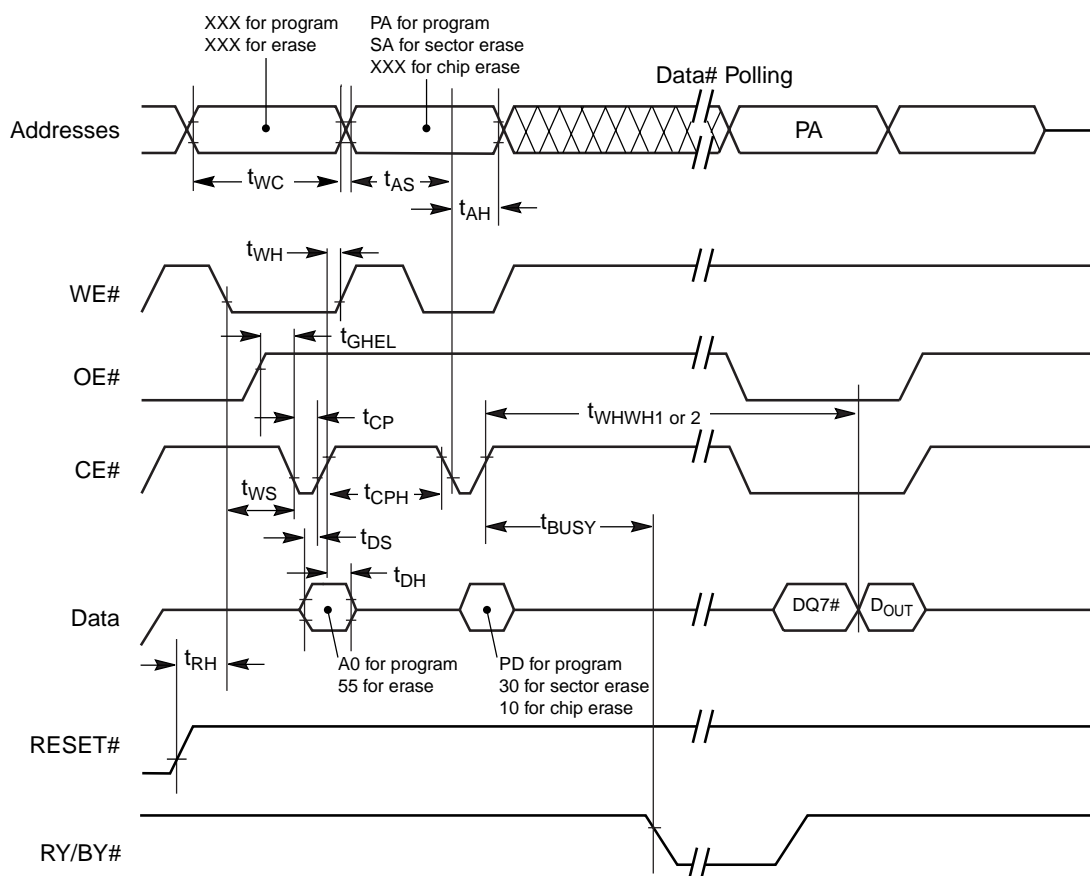 XXX for program
XXX for erase
PA for program
SA for sector erase
XXX for chip erase
Data# Polling
Addresses
PA
tWC
tAS
tAH
tWH
WE#
tGHEL
OE#
tWHWH1 or 2
tCP
CE#
tWS
tCPH
tBUSY
tDS
tDH
Data
DQ7#
DOUT
tRH
A0 for program
55 for erase
PD for program
30 for sector erase
10 for chip erase
RESET#
RY/BY#